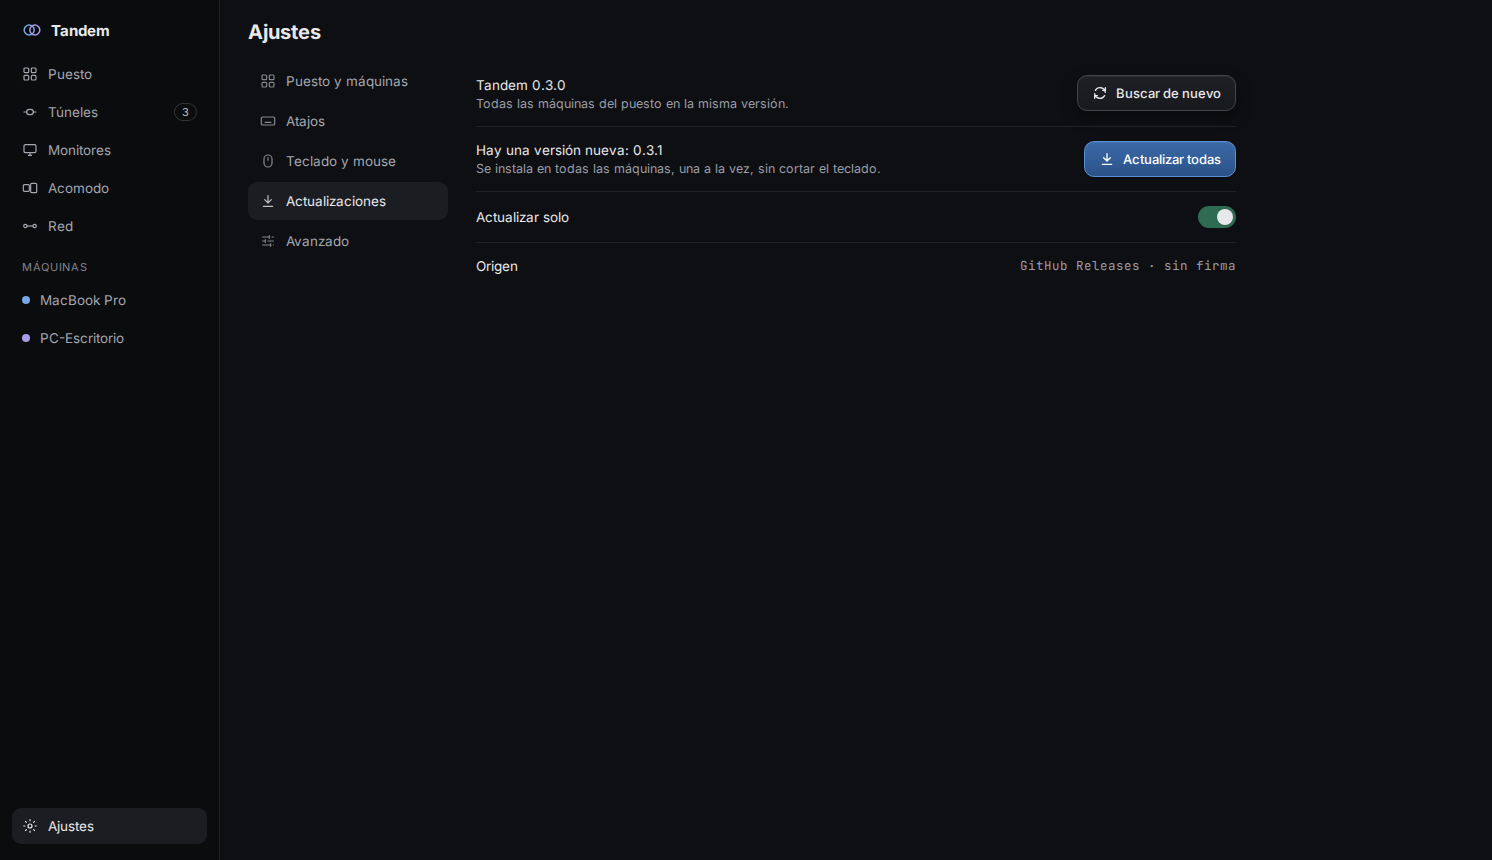 Tandem
Puesto
Túneles 3
Monitores
Acomodo
Red
MÁQUINAS
MacBook Pro
PC-Escritorio
Ajustes
Ajustes
Puesto y máquinas
Atajos
Teclado y mouse
Actualizaciones
Avanzado
Tandem 0.3.0
Todas las máquinas del puesto en la misma versión.
Buscar de nuevo
Hay una versión nueva: 0.3.1
Se instala en todas las máquinas, una a la vez, sin cortar el teclado.
Actualizar todas
Actualizar solo
Origen
GitHub Releases · sin firma